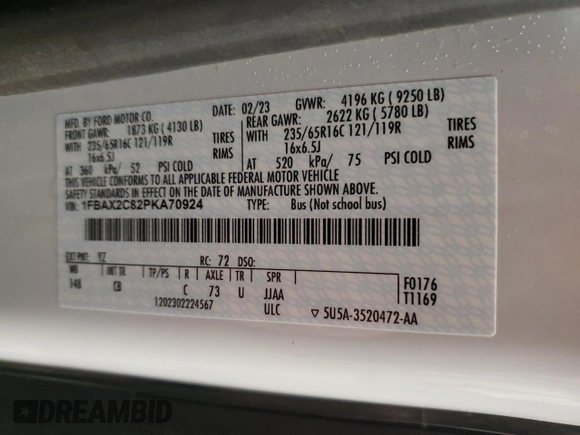 MFD. BY FORD MOTOR CO.
DATE: 02/23 GVWR: 4196 KG ( 9250 LB)
FRONT GAWR: 1873 KG ( 4130 LB) REAR GAWR: 2622 KG ( 5780 LB)
WITH 235/65R16C 121/119R TIRES WITH 235/65R16C 121/119R TIRES
16x6.5J RIMS 16x6.5J RIMS
AT 360 kPa/ 52 PSI COLD AT 520 kPa/ 75 PSI COLD
THIS VEHICLE CONFORMS TO ALL APPLICABLE FEDERAL MOTOR VEHICLE
SAFETY STANDARDS IN EFFECT ON THE DATE OF MANUFACTURE SHOWN ABOVE.
VIN: 1FBAX2C82PKA70924 TYPE: Bus (Not school bus)
EXT PNT: YZ RC: 72 DSO:
WB INT TR TP/PS R AXLE TR SPR
148 CB C 73 U JJAA
F0176
T1169
1202302224567 ULC ▽ 5U5A-3520472-AA
DREAMBID